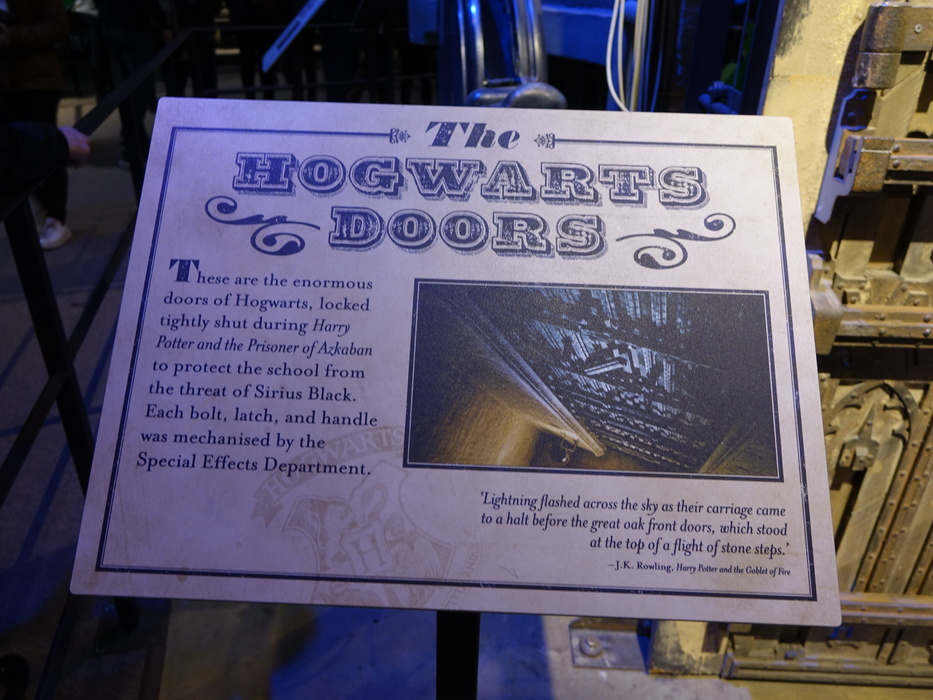 The
HOGWARTS
DOORS
These are the enormous
doors of Hogwarts, locked
tightly shut during Harry
Potter and the Prisoner of Azkaban
to protect the school from
the threat of Sirius Black.
Each bolt, latch, and handle
was mechanised by the
Special Effects Department.
'Lightning flashed across the sky as their carriage came
to a halt before the great oak front doors, which stood
at the top of a flight of stone steps.'
–J.K. Rowling, Harry Potter and the Goblet of Fire
HOGWARTS
H